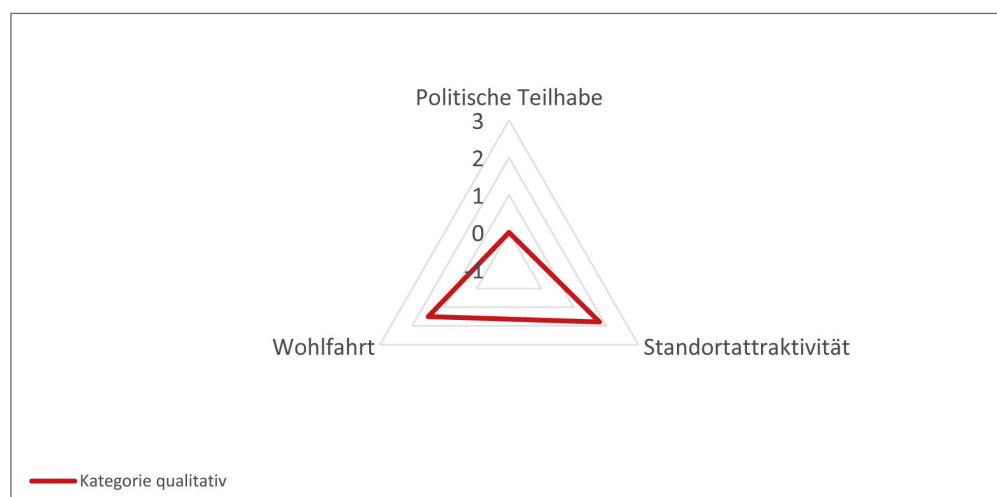 Politische Teilhabe
3
2
1
0
-1
Wohlfahrt
Standortattraktivität
Kategorie qualitativ